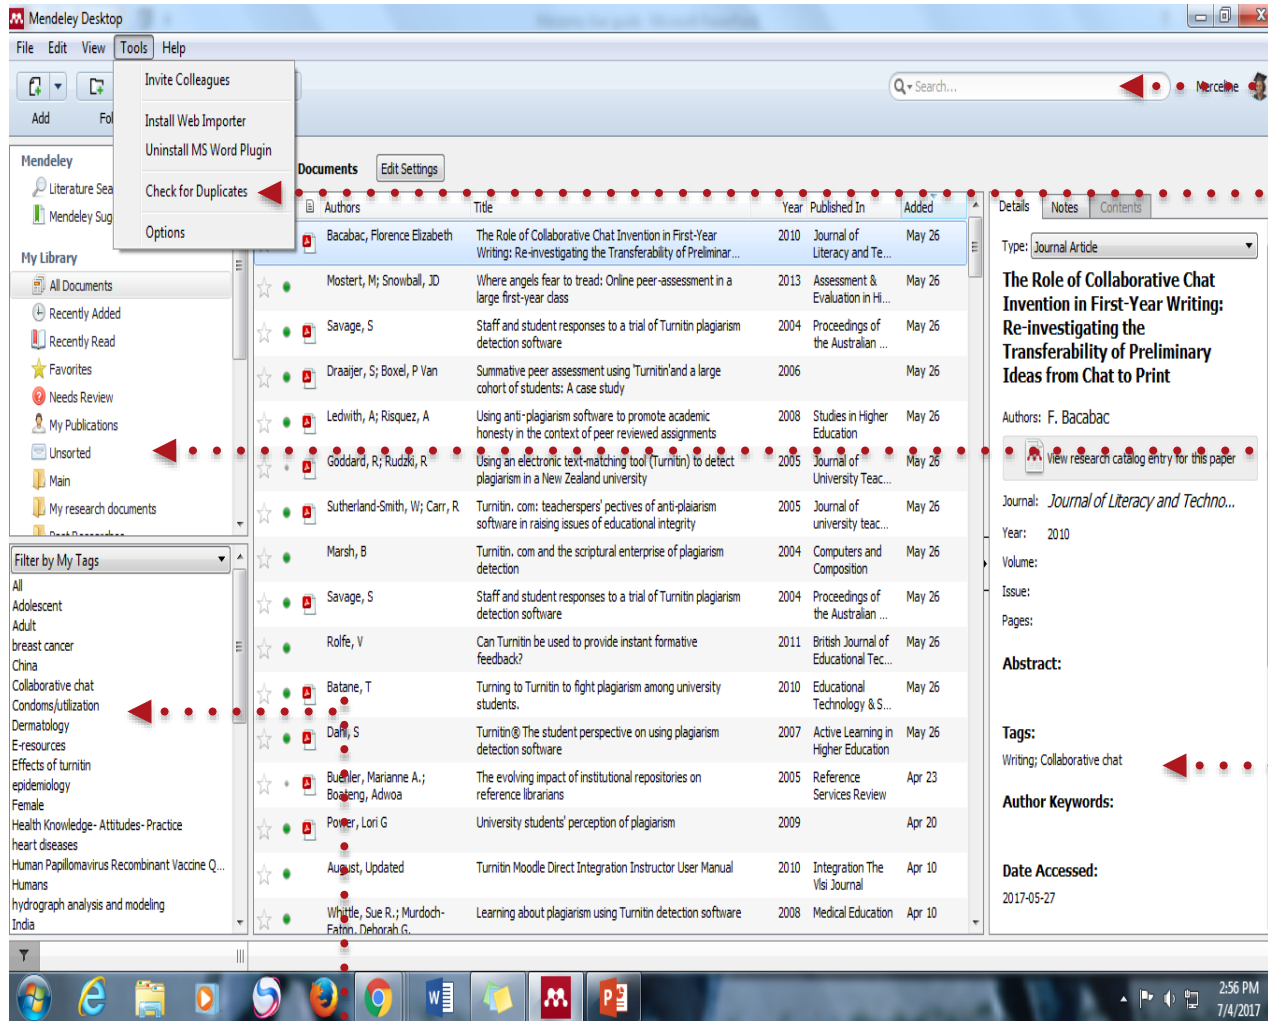 Mendeley Desktop
File Edit View Tools Help
Invite Colleagues
Install Web Importer
Uninstall MS Word Plugin
Check for Duplicates
Options
Search...
Merceline
Add
Mendeley
Literature Sea
Mendeley Sug
My Library
All Documents
Recently Added
Recently Read
Favorites
Needs Review
My Publications
Unsorted
Main
My research documents
Filter by My Tags
All
Adolescent
Adult
breast cancer
China
Collaborative chat
Condoms/utilization
Dermatology
E-resources
Effects of turnitin
epidemiology
Female
Health Knowledge- Attitudes- Practice
heart diseases
Human Papillomavirus Recombinant Vaccine Q...
Humans
hydrograph analysis and modeling
India
Documents Edit Settings
Authors Title Year Published In Added
Bacabac, Florence Elizabeth The Role of Collaborative Chat Invention in First-Year 2010 Journal of May 26
Writing: Re-investigating the Transferability of Preliminar... Literacy and Te...
Mostert, M; Snowball, JD Where angels fear to tread: Online peer-assessment in a 2013 Assessment & May 26
large first-year class Evaluation in Hi...
Savage, S Staff and student responses to a trial of Turnitin plagiarism 2004 Proceedings of May 26
detection software the Australian ...
Draaijer, S; Boxel, P Van Summative peer assessment using 'Turnitin'and a large 2006 May 26
cohort of students: A case study
Ledwith, A; Risquez, A Using anti-plagiarism software to promote academic 2008 Studies in Higher May 26
honesty in the context of peer reviewed assignments Education
Goddard, R; Rudzki, R Using an electronic text-matching tool (Turnitin) to detect 2005 Journal of May 26
plagiarism in a New Zealand university University Teac...
Sutherland-Smith, W; Carr, R Turnitin. com: teacherspers' pectives of anti-plaiarism 2005 Journal of May 26
software in raising issues of educational integrity university teac...
Marsh, B Turnitin. com and the scriptural enterprise of plagiarism 2004 Computers and May 26
detection Composition
Savage, S Staff and student responses to a trial of Turnitin plagiarism 2004 Proceedings of May 26
detection software the Australian ...
Rolfe, V Can Turnitin be used to provide instant formative 2011 British Journal of May 26
feedback? Educational Tec...
Batane, T Turning to Turnitin to fight plagiarism among university 2010 Educational May 26
students. Technology & S...
Dahl, S Turnitin® The student perspective on using plagiarism 2007 Active Learning in May 26
detection software Higher Education
Buehler, Marianne A.; The evolving impact of institutional repositories on 2005 Reference Apr 23
Boateng, Adwoa reference librarians Services Review
Power, Lori G University students' perception of plagiarism 2009 Apr 20
August, Updated Turnitin Moodle Direct Integration Instructor User Manual 2010 Integration The Apr 10
Vlsi Journal
Whittle, Sue R.; Murdoch- Learning about plagiarism using Turnitin detection software 2008 Medical Education Apr 10
Eaton, Deborah G.
Details Notes Contents
Type: Journal Article
The Role of Collaborative Chat
Invention in First-Year Writing:
Re-investigating the
Transferability of Preliminary
Ideas from Chat to Print
Authors: F. Bacabac
View research catalog entry for this paper
Journal: Journal of Literacy and Techno...
Year: 2010
Volume:
Issue:
Pages:
Abstract:
Tags:
Writing; Collaborative chat
Author Keywords:
Date Accessed:
2017-05-27
2:56 PM
7/4/2017